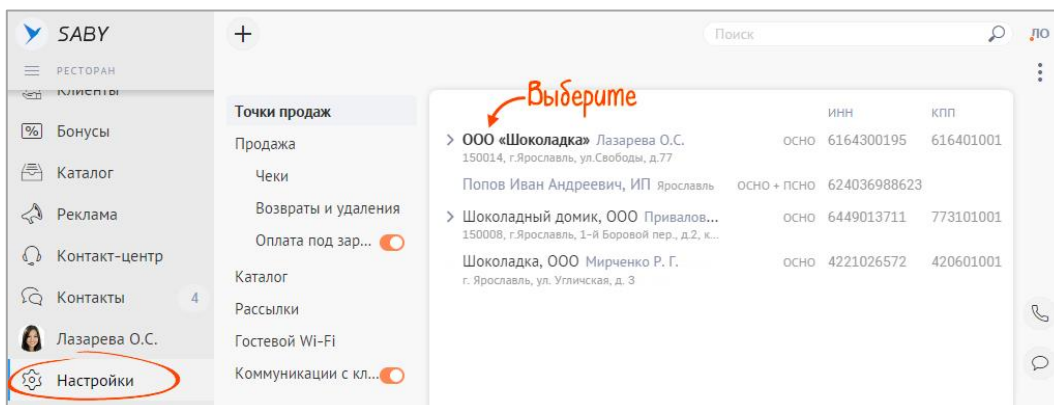 SABY
Поиск
ЛО
РЕСТОРАН
Клиенты
Бонусы
Каталог
Реклама
Контакт-центр
Контакты 4
Лазарева О.С.
Настройки
Точки продаж
Продажа
Чеки
Возвраты и удаления
Оплата под зар...
Каталог
Рассылки
Гостевой Wi-Fi
Коммуникации с кл...
Выберите
ИНН КПП
ООО «Шоколадка» Лазарева О.С. ОСНО 6164300195 616401001
150014, г.Ярославль, ул.Свободы, д.77
Попов Иван Андреевич, ИП Ярославль ОСНО + ПСНО 624036988623
Шоколадный домик, ООО Привалов... ОСНО 6449013711 773101001
150008, г.Ярославль, 1-й Боровой пер., д.2, к...
Шоколадка, ООО Мирченко Р. Г. ОСНО 4221026572 420601001
г. Ярославль, ул. Угличская, д. 3